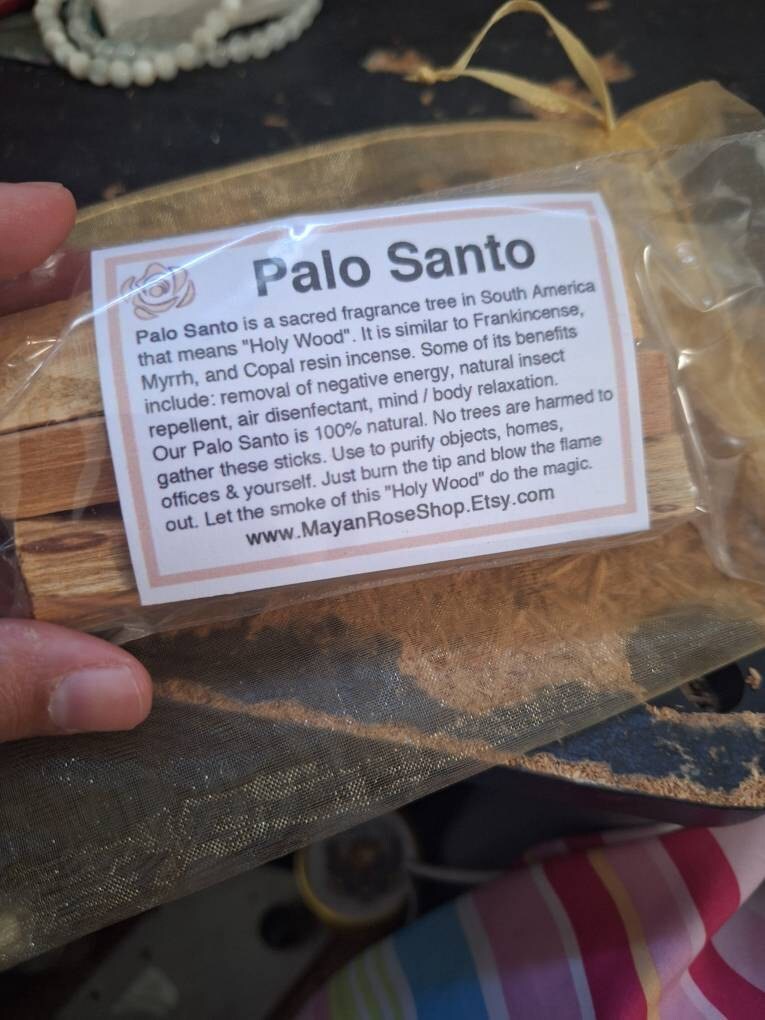 Palo Santo
Palo Santo is a sacred fragrance tree in South America
that means "Holy Wood". It is similar to Frankincense,
Myrrh, and Copal resin incense. Some of its benefits
include: removal of negative energy, natural insect
repellent, air disenfectant, mind / body relaxation.
Our Palo Santo is 100% natural. No trees are harmed to
gather these sticks. Use to purify objects, homes,
offices & yourself. Just burn the tip and blow the flame
out. Let the smoke of this "Holy Wood" do the magic.
www.MayanRoseShop.Etsy.com